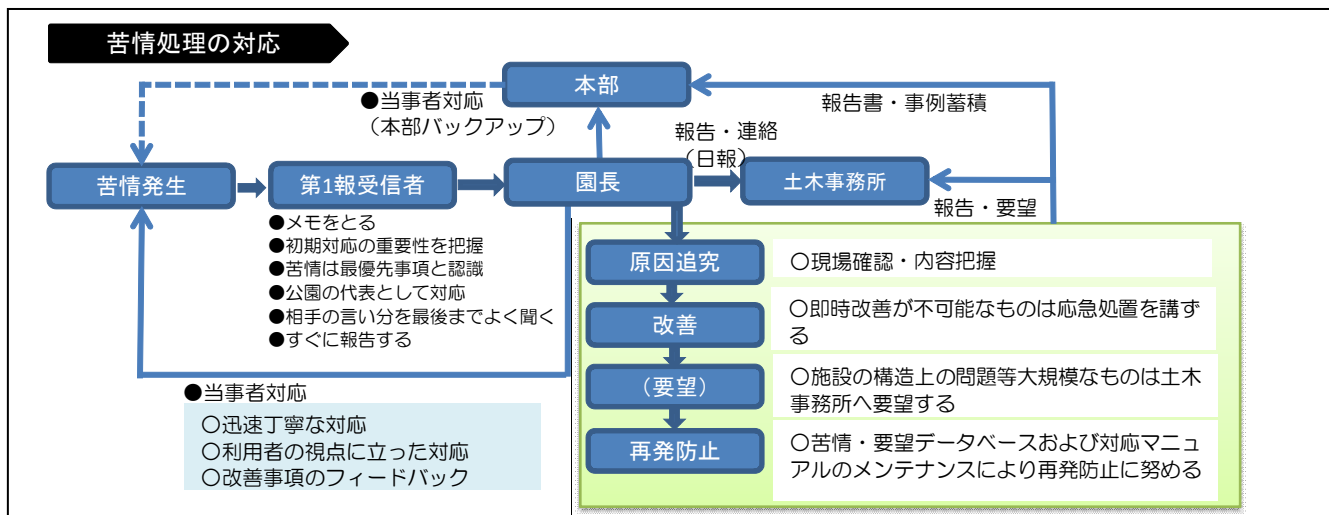 苦情処理の対応
本部
●当事者対応
（本部バックアップ）
報告書・事例蓄積
報告・連絡
（日報）
苦情発生
第1報受信者
園長
土木事務所
報告・要望
●メモをとる
●初期対応の重要性を把握
●苦情は最優先事項と認識
●公園の代表として対応
●相手の言い分を最後までよく聞く
●すぐに報告する
●当事者対応
○迅速丁寧な対応
○利用者の視点に立った対応
○改善事項のフィードバック
原因追究
○現場確認・内容把握
改善
○即時改善が不可能なものは応急処置を講ず
る
（要望）
○施設の構造上の問題等大規模なものは土木
事務所へ要望する
再発防止
○苦情・要望データベースおよび対応マニュ
アルのメンテナンスにより再発防止に努める